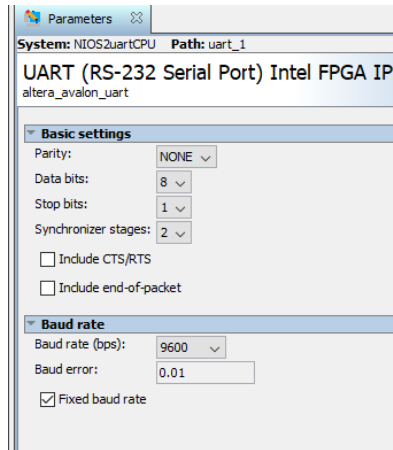 Parameters
System: NIOS2uartCPU Path: uart_1
UART (RS-232 Serial Port) Intel FPGA IP
altera_avalon_uart
Basic settings
Parity: NONE
Data bits: 8
Stop bits: 1
Synchronizer stages: 2
Include CTS/RTS
Include end-of-packet
Baud rate
Baud rate (bps): 9600
Baud error: 0.01
Fixed baud rate